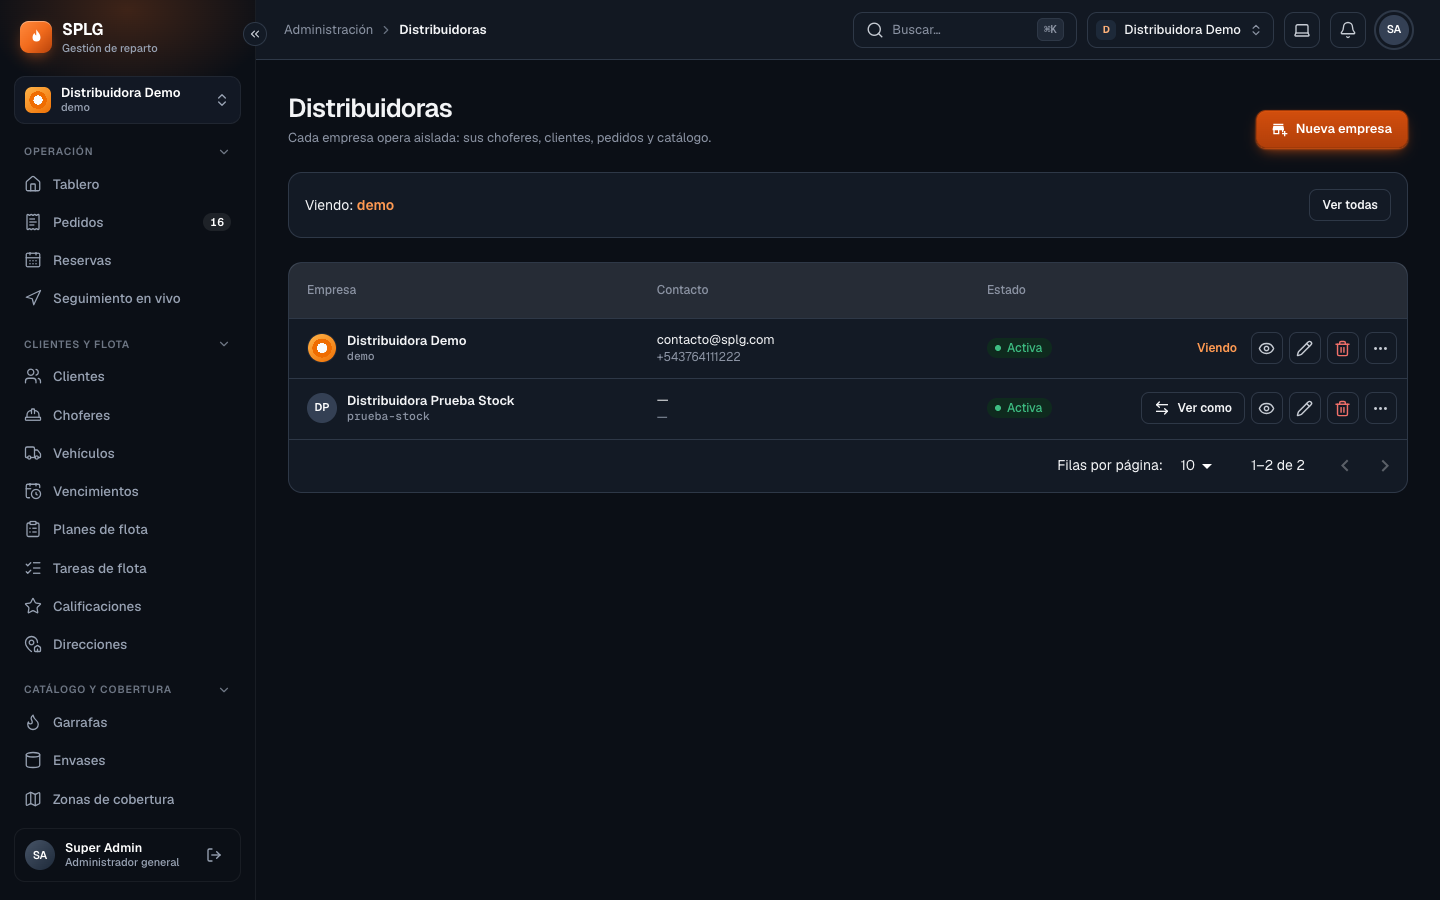 SPLG
Gestión de reparto
Distribuidora Demo
demo
OPERACIÓN
Tablero
Pedidos 16
Reservas
Seguimiento en vivo
CLIENTES Y FLOTA
Clientes
Choferes
Vehículos
Vencimientos
Planes de flota
Tareas de flota
Calificaciones
Direcciones
CATÁLOGO Y COBERTURA
Garrafas
Envases
Zonas de cobertura
SA
Super Admin
Administrador general
Administración > Distribuidoras
Buscar... ⌘K
D Distribuidora Demo
SA
Distribuidoras
Cada empresa opera aislada: sus choferes, clientes, pedidos y catálogo.
Nueva empresa
Viendo: demo
Ver todas
Empresa Contacto Estado
Distribuidora Demo contacto@splg.com Activa Viendo
demo +543764111222
DP Distribuidora Prueba Stock — Activa Ver como
prueba-stock —
Filas por página: 10 1–2 de 2